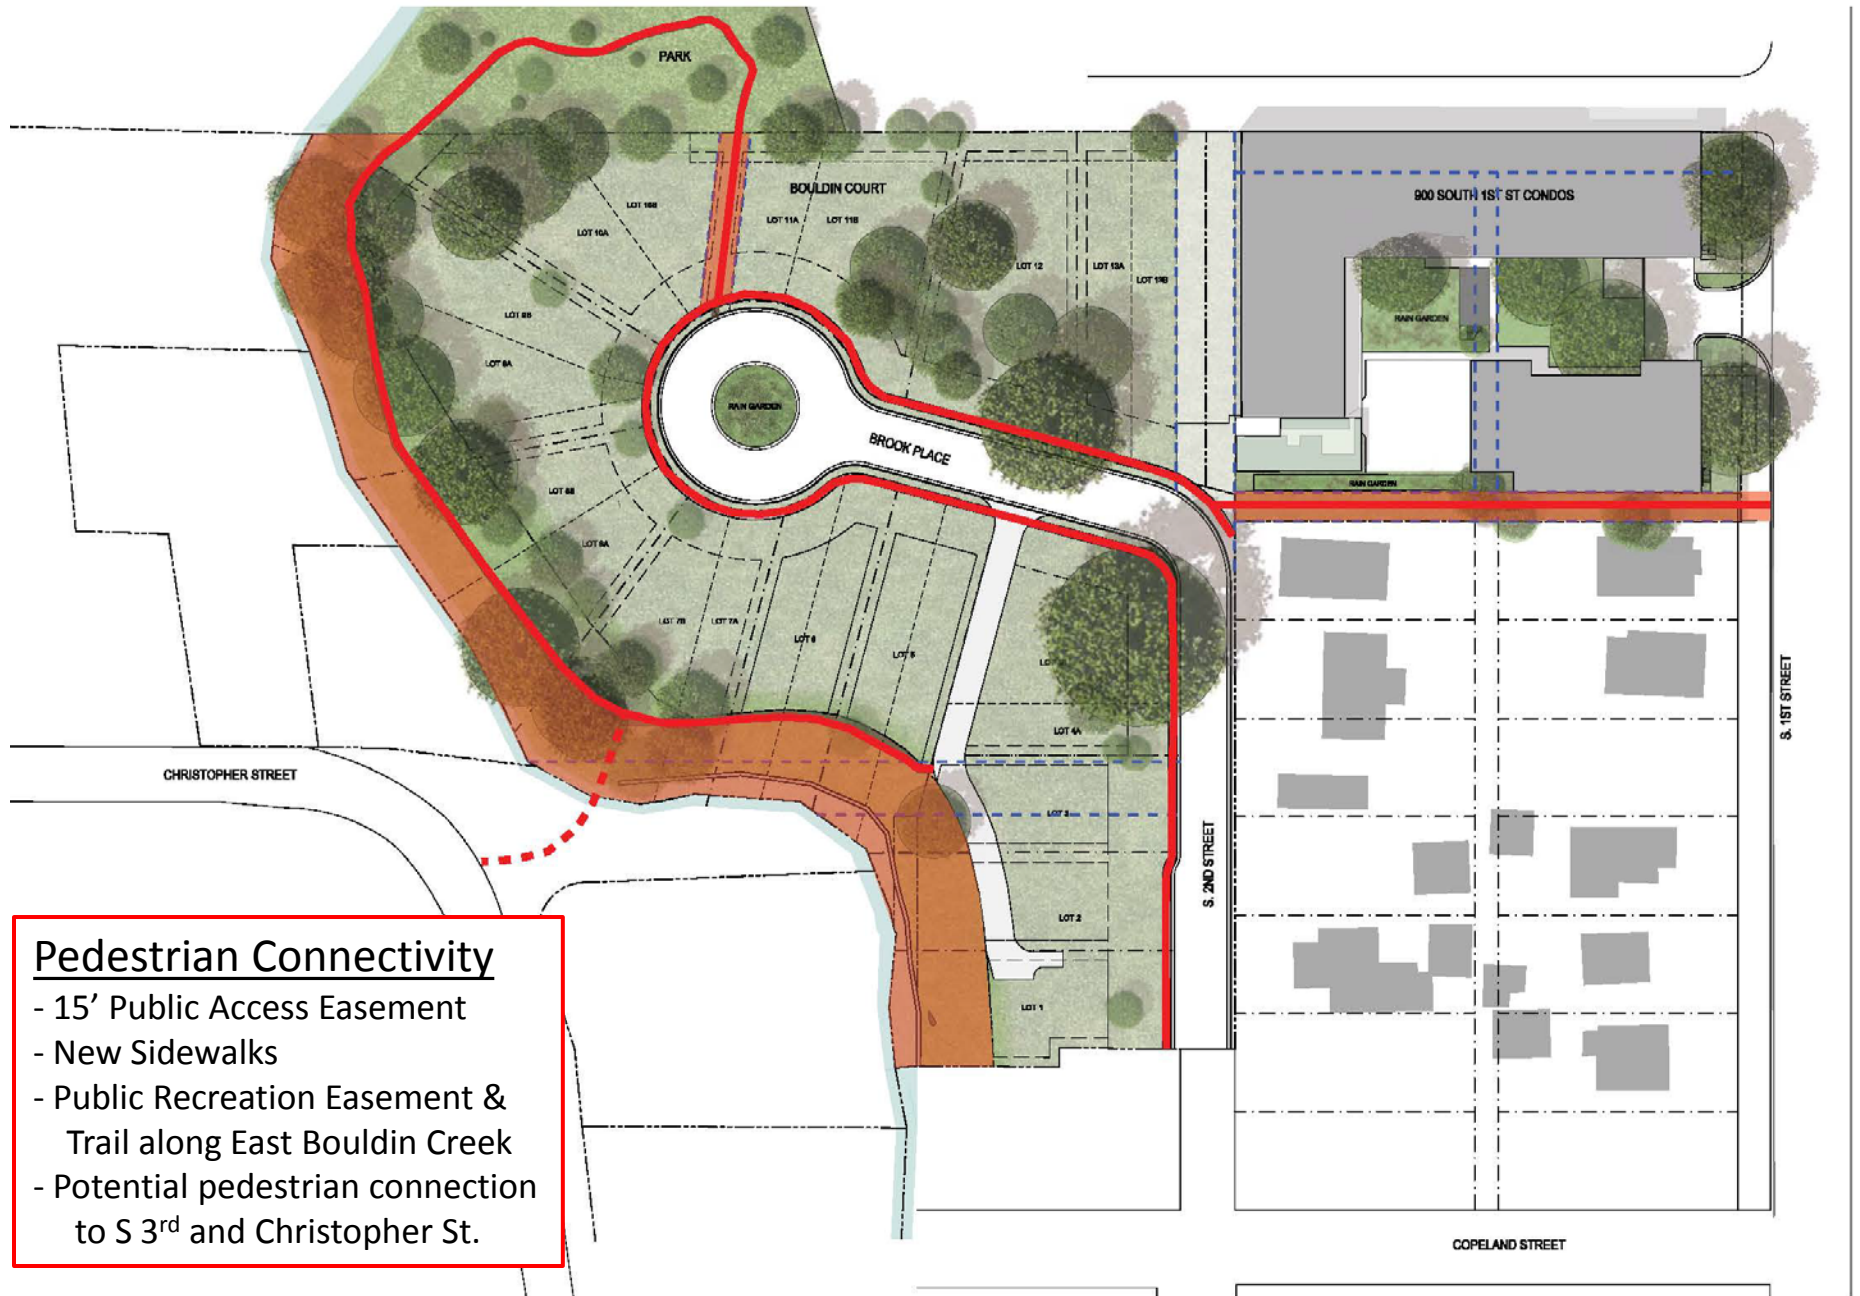 PARK
BOULDIN COURT
900 SOUTH 1ST ST CONDOS
LOT 10B
LOT 11A
LOT 11B
LOT 10A
LOT 12
LOT 13A
LOT 13B
LOT 9B
RAIN GARDEN
LOT 9A
RAIN GARDEN
BROOK PLACE
RAIN GARDEN
LOT 8B
LOT 8A
LOT 7B
LOT 7A
LOT 6
LOT 5
LOT 4A
S. 1ST STREET
CHRISTOPHER STREET
LOT 3
S. 2ND STREET
LOT 2
LOT 1
Pedestrian Connectivity
- 15’ Public Access Easement
- New Sidewalks
- Public Recreation Easement &
Trail along East Bouldin Creek
- Potential pedestrian connection
to S 3rd and Christopher St.
COPELAND STREET